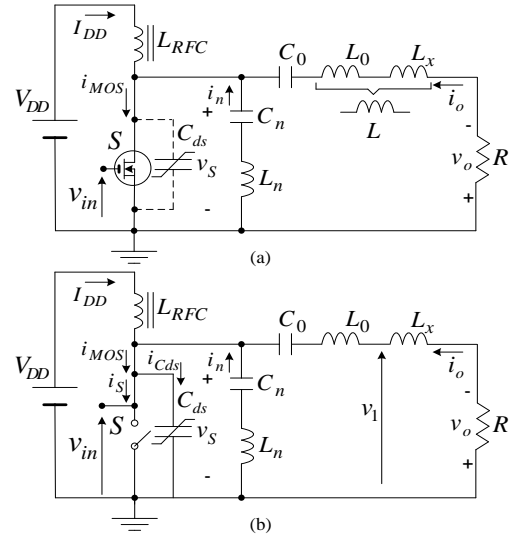 I_DD L_RFC
C_0 L_0 L_x
i_MOS i_n i_o
L
V_DD + C_n -
S C_ds v_S v_o R
v_in L_n
- +
(a)
I_DD L_RFC
C_0 L_0 L_x
i_MOS i_Cds i_n i_o
V_DD i_S + C_n -
C_ds v_1
S v_S v_o R
v_in L_n
- +
(b)